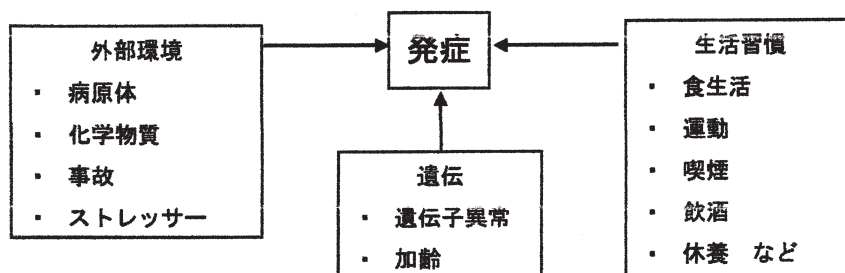 外部環境
・ 病原体
・ 化学物質
・ 事故
・ ストレッサー
発症
遺伝
・ 遺伝子異常
・ 加齢
生活習慣
・ 食生活
・ 運動
・ 喫煙
・ 飲酒
・ 休養　など